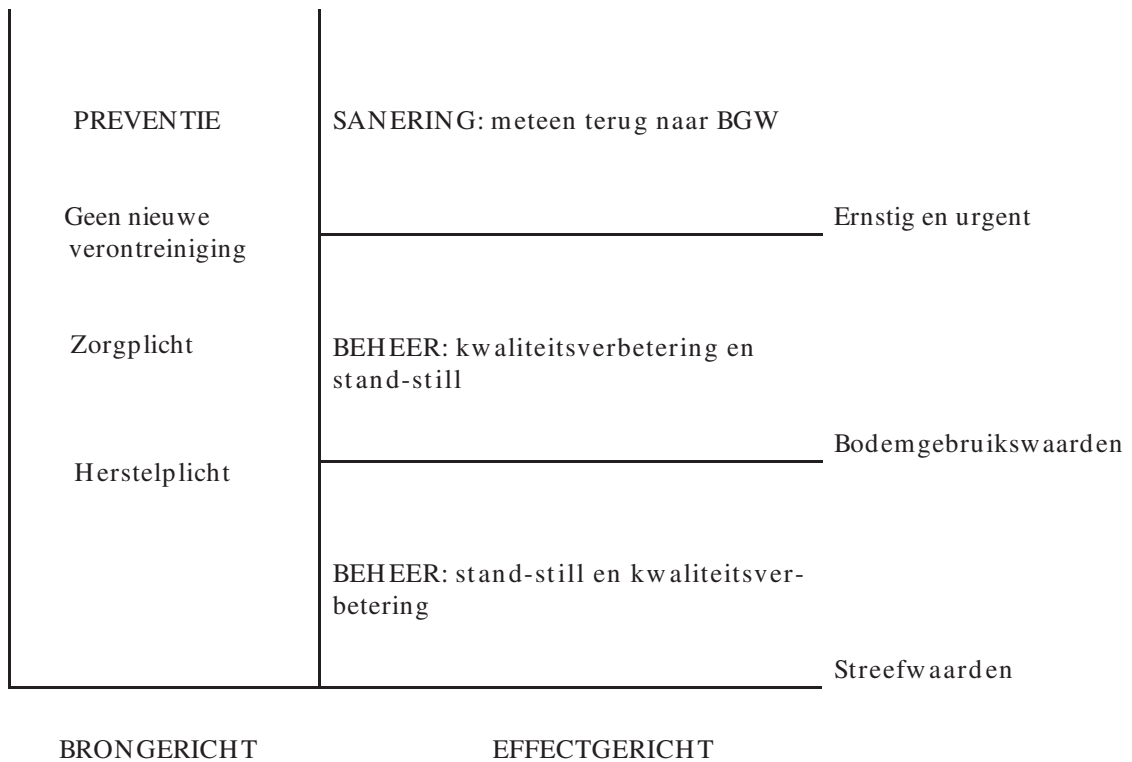 PREVENTIE
Geen nieuwe
verontreiniging
Zorgplicht
Herstelplicht
SANERING: meteen terug naar BGW
BEHEER: kwaliteitsverbetering en
stand-still
BEHEER: stand-still en kwaliteitsver-
betering
Ernstig en urgent
Bodemgebruikswaarden
Streefwaarden
BRONGERICHT
EFFECTGERICHT